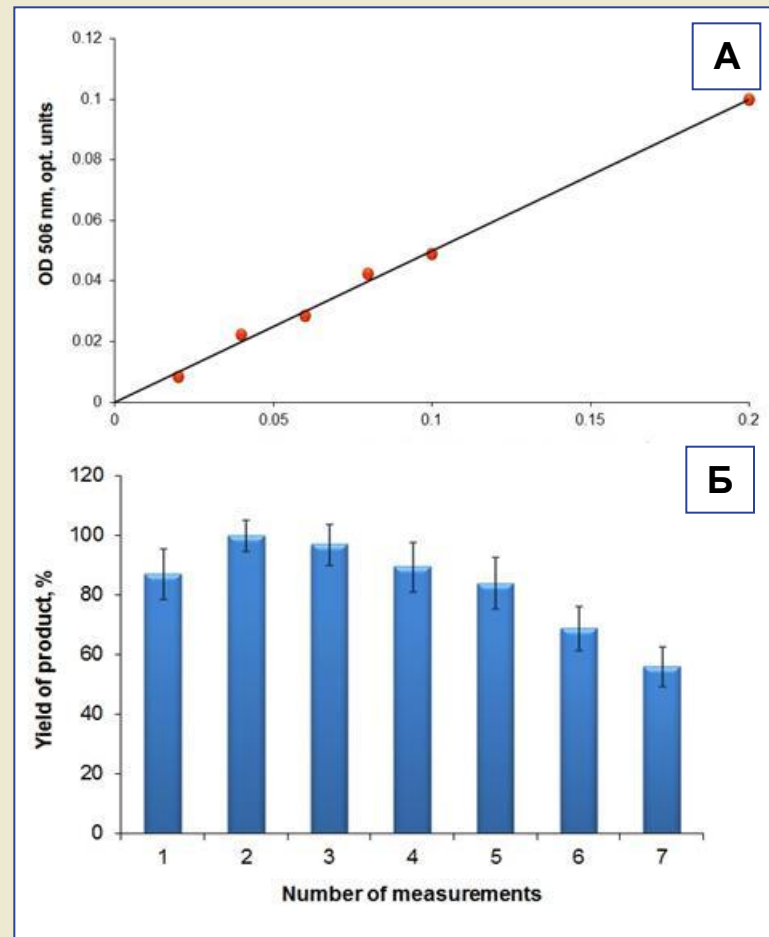 А
OD 506 nm, opt. units
0.12
0.1
0.08
0.06
0.04
0.02
0
0 0.05 0.1 0.15 0.2
Б
Yield of product, %
120
100
80
60
40
20
0
1 2 3 4 5 6 7
Number of measurements